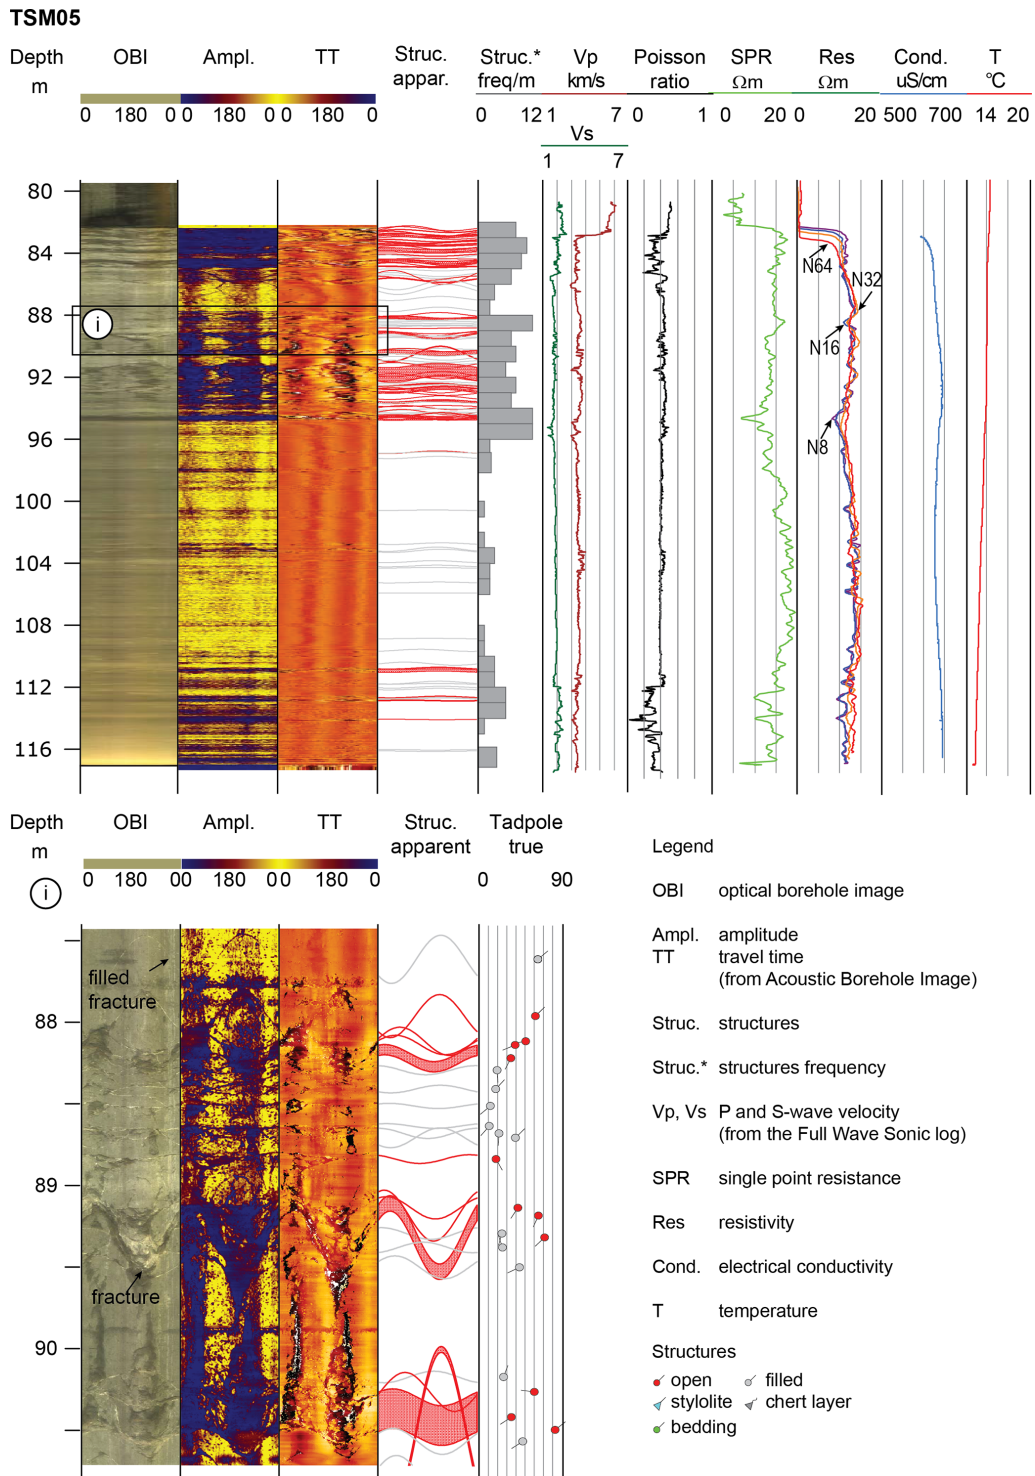 TSM05
Depth OBI Ampl. TT Struc. Struc.* Vp Poisson SPR Res Cond. T
m appar. freq/m km/s ratio Ωm Ωm uS/cm °C
0 180 0 0 180 0 0 180 0 0 12 1 7 0 1 0 20 0 20 500 700 14 20
Vs
1 7
80
84
N64
N32
88
i
N16
92
96
N8
100
104
108
112
116
Depth OBI Ampl. TT Struc. Tadpole
m apparent true
i
0 180 0 0 180 0 0 180 0 0 90
filled
fracture
88
89
fracture
90
Legend
OBI optical borehole image
Ampl. amplitude
TT travel time
(from Acoustic Borehole Image)
Struc. structures
Struc.* structures frequency
Vp, Vs P and S-wave velocity
(from the Full Wave Sonic log)
SPR single point resistance
Res resistivity
Cond. electrical conductivity
T temperature
Structures
open filled
stylolite chert layer
bedding